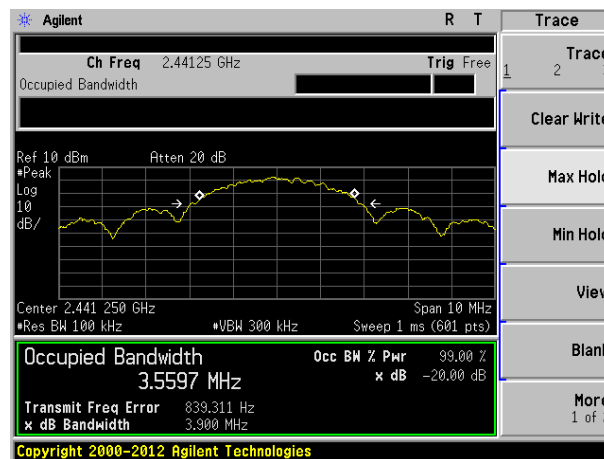 Agilent R T Trace
Ch Freq 2.44125 GHz Trig Free
Occupied Bandwidth
Trace
1 2
Clear Write
Max Hold
Min Hold
View
Blank
More
1 of
Ref 10 dBm Atten 20 dB
#Peak
Log
10
dB/
Center 2.441 250 GHz Span 10 MHz
#Res BW 100 kHz #VBW 300 kHz Sweep 1 ms (601 pts)
Occupied Bandwidth Occ BW % Pwr 99.00 %
3.5597 MHz x dB -20.00 dB
Transmit Freq Error 839.311 Hz
x dB Bandwidth 3.900 MHz
Copyright 2000-2012 Agilent Technologies